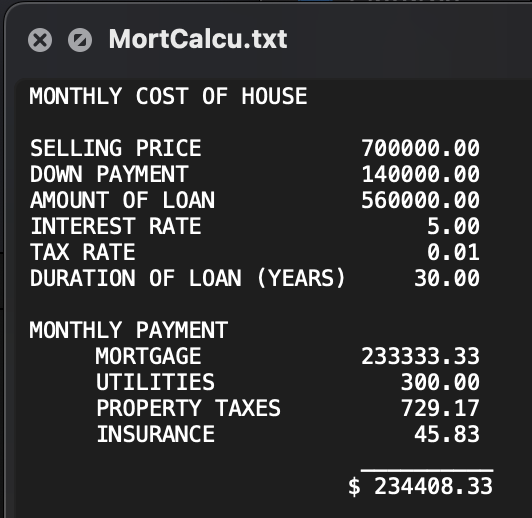 MortCalcu.txt
MONTHLY COST OF HOUSE
SELLING PRICE 700000.00
DOWN PAYMENT 140000.00
AMOUNT OF LOAN 560000.00
INTEREST RATE 5.00
TAX RATE 0.01
DURATION OF LOAN (YEARS) 30.00
MONTHLY PAYMENT
MORTGAGE 233333.33
UTILITIES 300.00
PROPERTY TAXES 729.17
INSURANCE 45.83
$ 234408.33